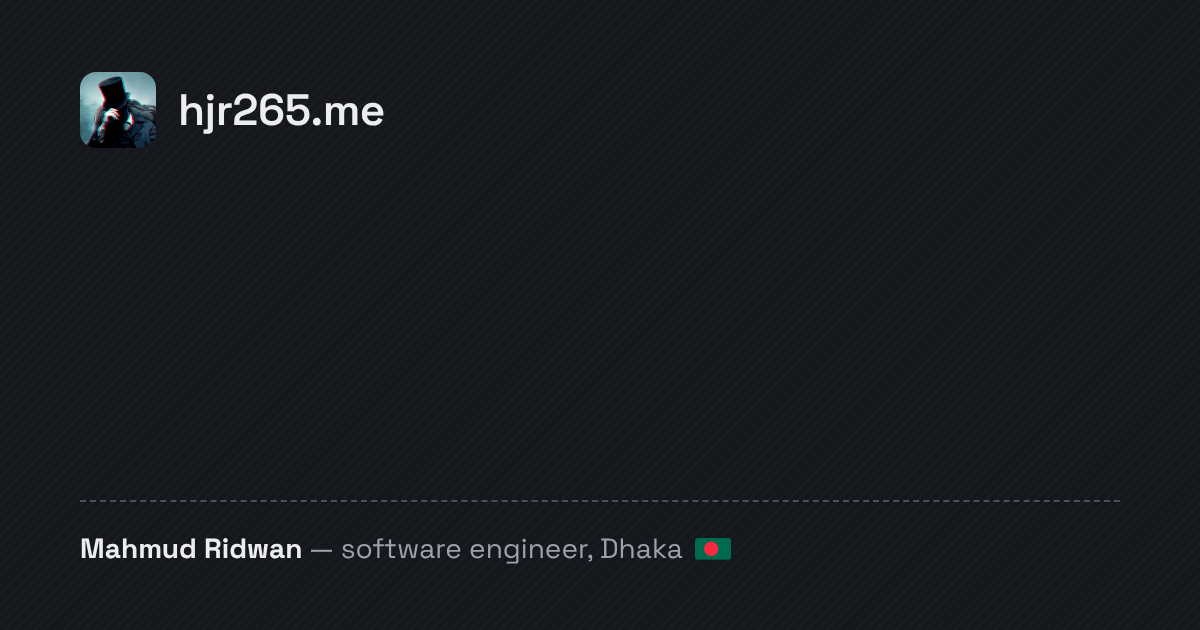 hjr265.me
Mahmud Ridwan — software engineer, Dhaka 🇧🇩